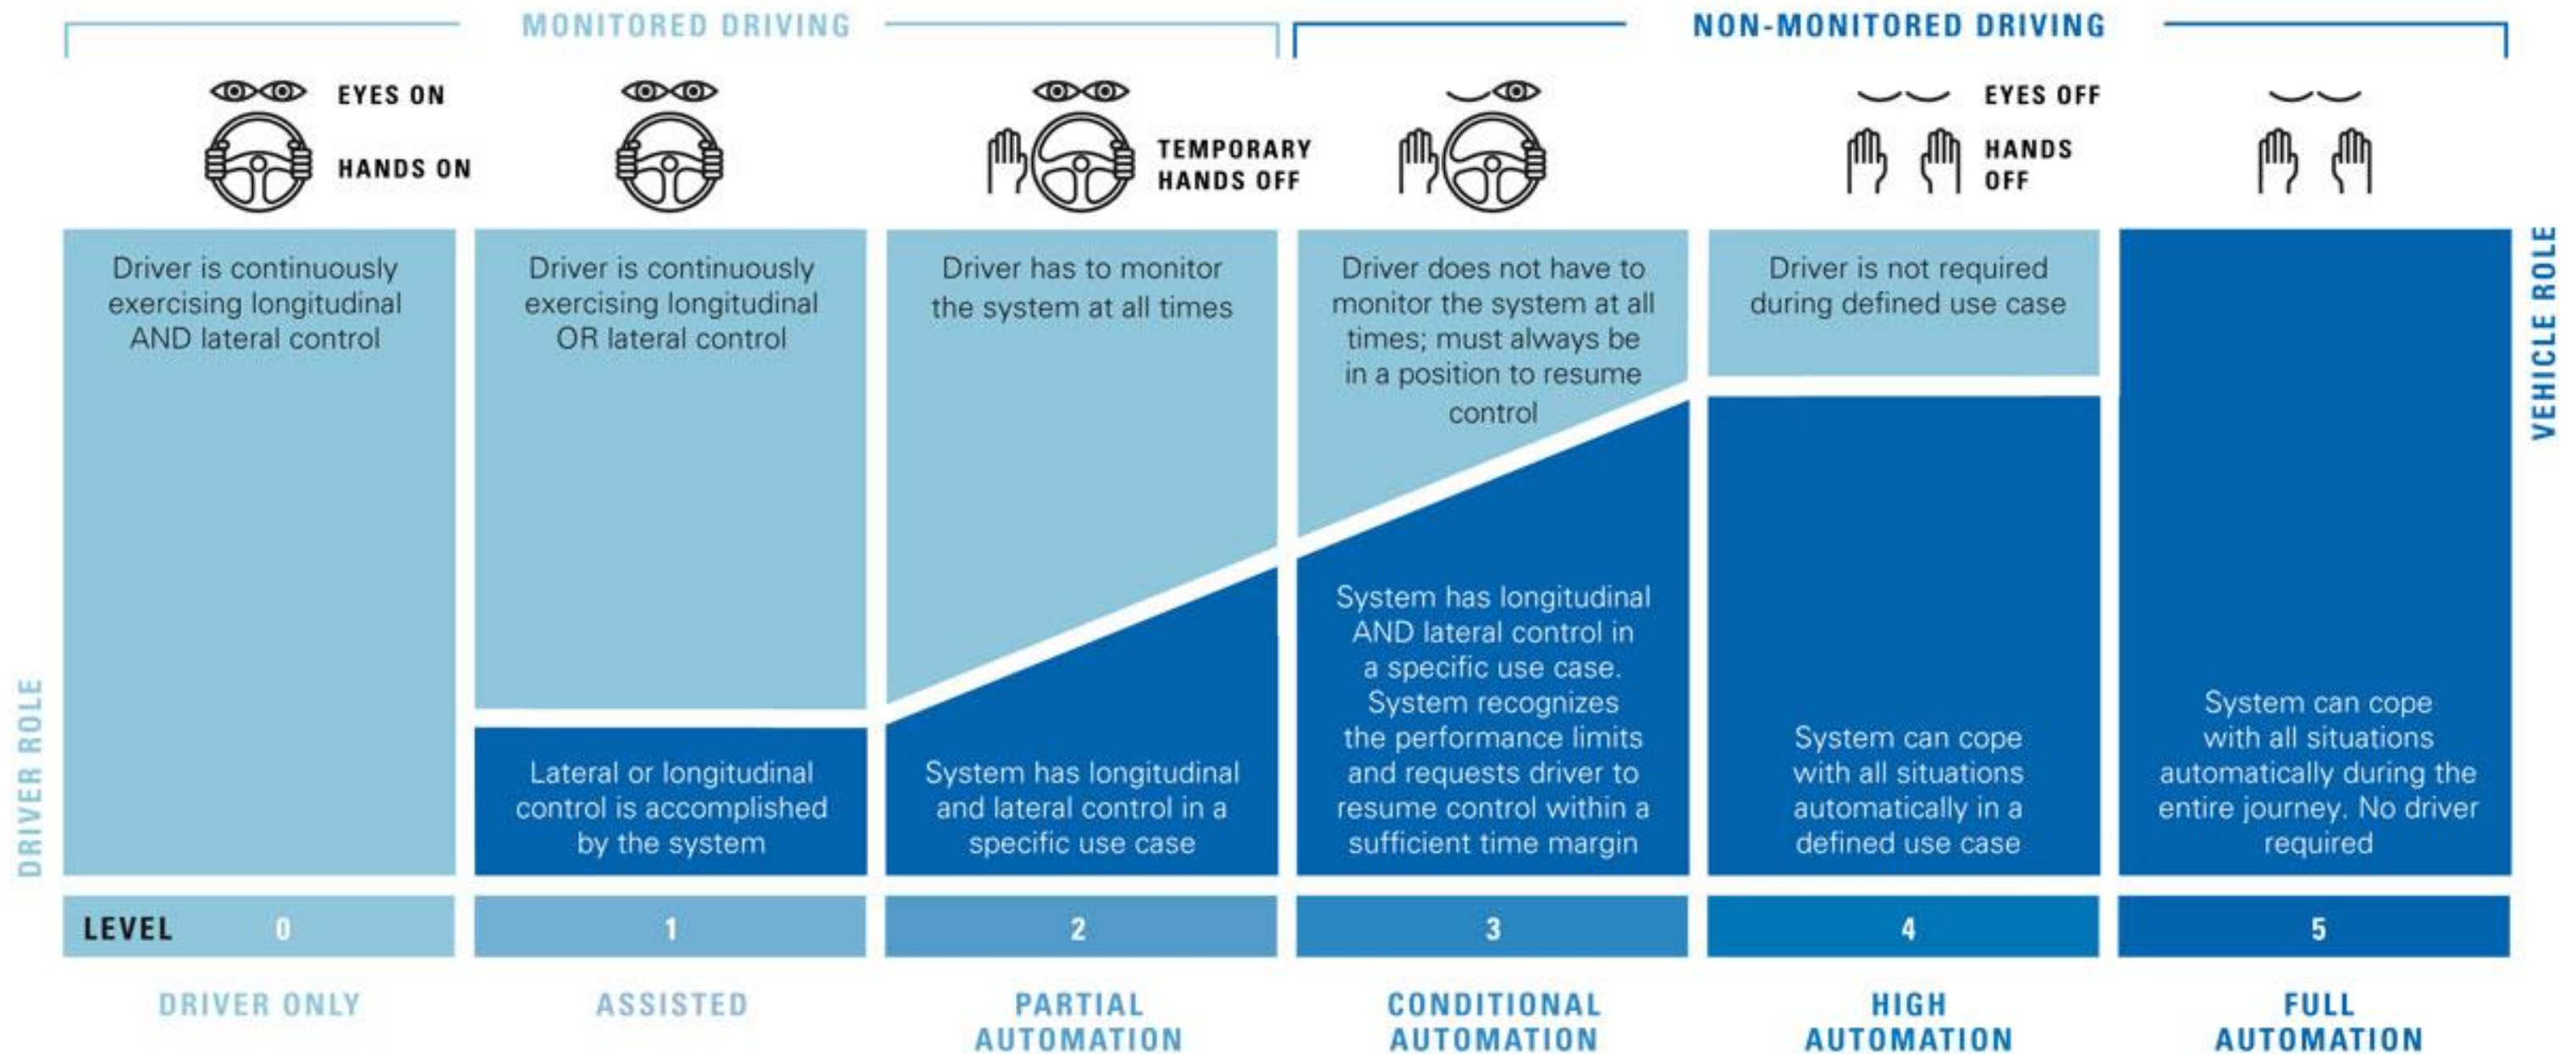 MONITORED DRIVING
NON-MONITORED DRIVING
EYES ON
HANDS ON
TEMPORARY
HANDS OFF
EYES OFF
HANDS
OFF
Driver is continuously
exercising longitudinal
AND lateral control
Driver is continuously
exercising longitudinal
OR lateral control
Driver has to monitor
the system at all times
Driver does not have to
monitor the system at all
times; must always be
in a position to resume
control
Driver is not required
during defined use case
VEHICLE ROLE
DRIVER ROLE
Lateral or longitudinal
control is accomplished
by the system
System has longitudinal
and lateral control in a
specific use case
System has longitudinal
AND lateral control in
a specific use case.
System recognizes
the performance limits
and requests driver to
resume control within a
sufficient time margin
System can cope
with all situations
automatically in a
defined use case
System can cope
with all situations
automatically during the
entire journey. No driver
required
LEVEL 0
1
2
3
4
5
DRIVER ONLY
ASSISTED
PARTIAL
AUTOMATION
CONDITIONAL
AUTOMATION
HIGH
AUTOMATION
FULL
AUTOMATION